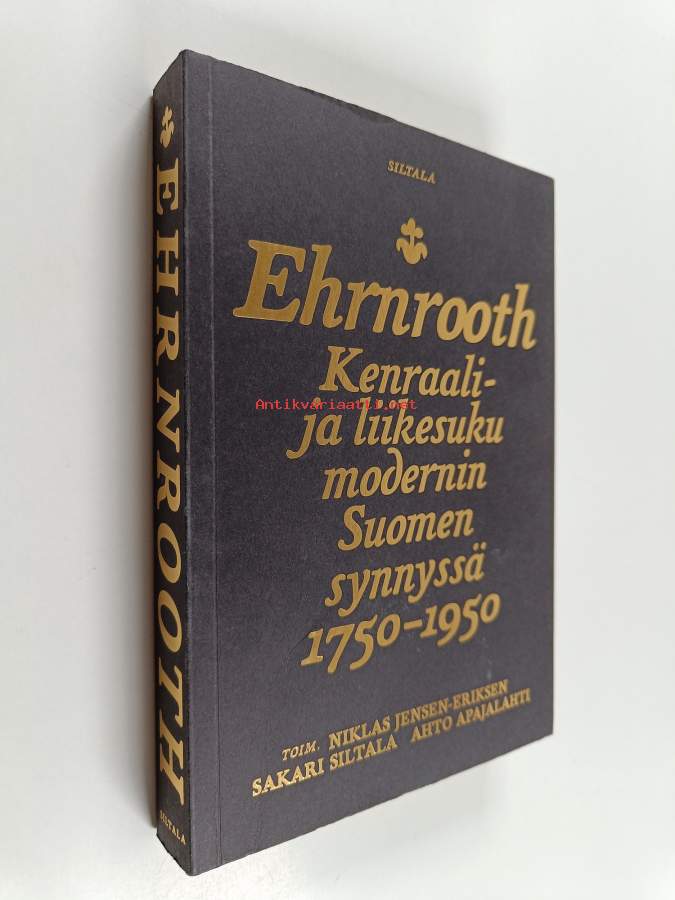 SILTALA
Ehrnrooth
Kenraali-
ja liikesuku
modernin
Suomen
synnyssä
1750–1950
TOIM. NIKLAS JENSEN-ERIKSEN
SAKARI SILTALA AHTO APAJALAHTI
EHRNROOTH
SILTALA
Antikvariaatti.net